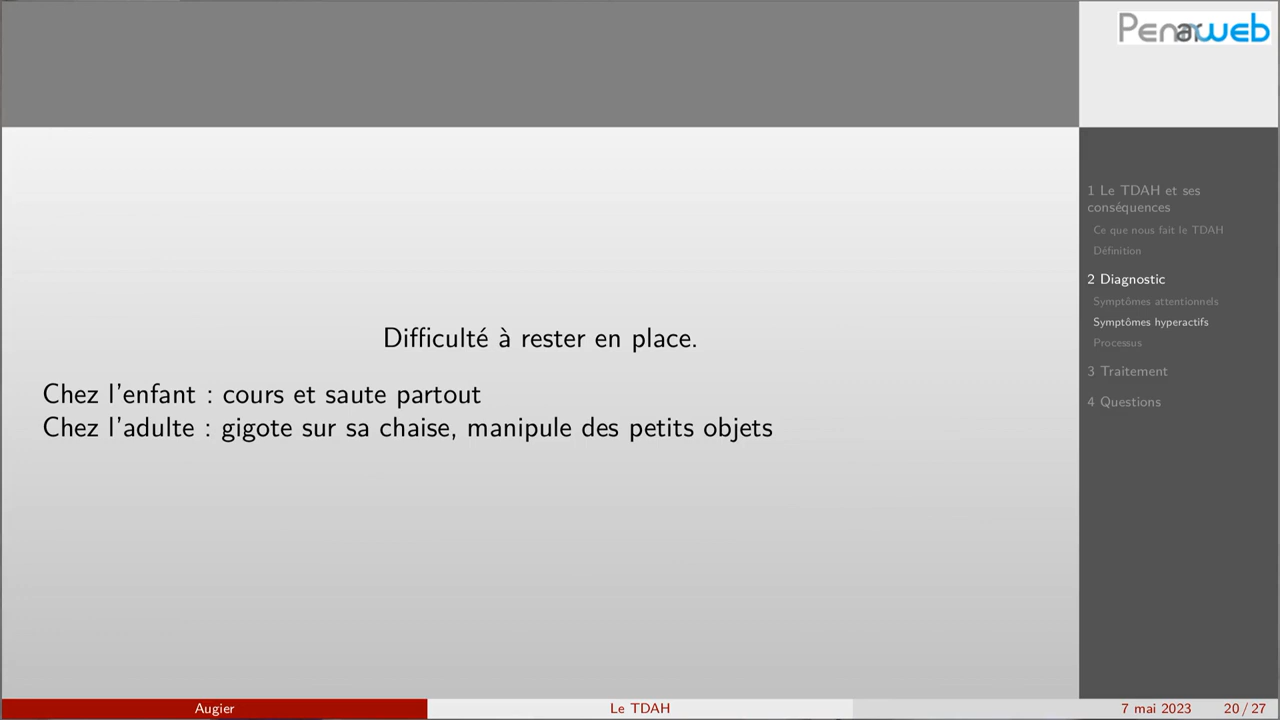 Penarweb
Difficulté à rester en place.
Chez l'enfant : cours et saute partout
Chez l'adulte : gigote sur sa chaise, manipule des petits objets
1 Le TDAH et ses
conséquences
Ce que nous fait le TDAH
Définition
2 Diagnostic
Symptômes attentionnels
Symptômes hyperactifs
Processus
3 Traitement
4 Questions
Augier
Le TDAH
7 mai 2023
20 / 27